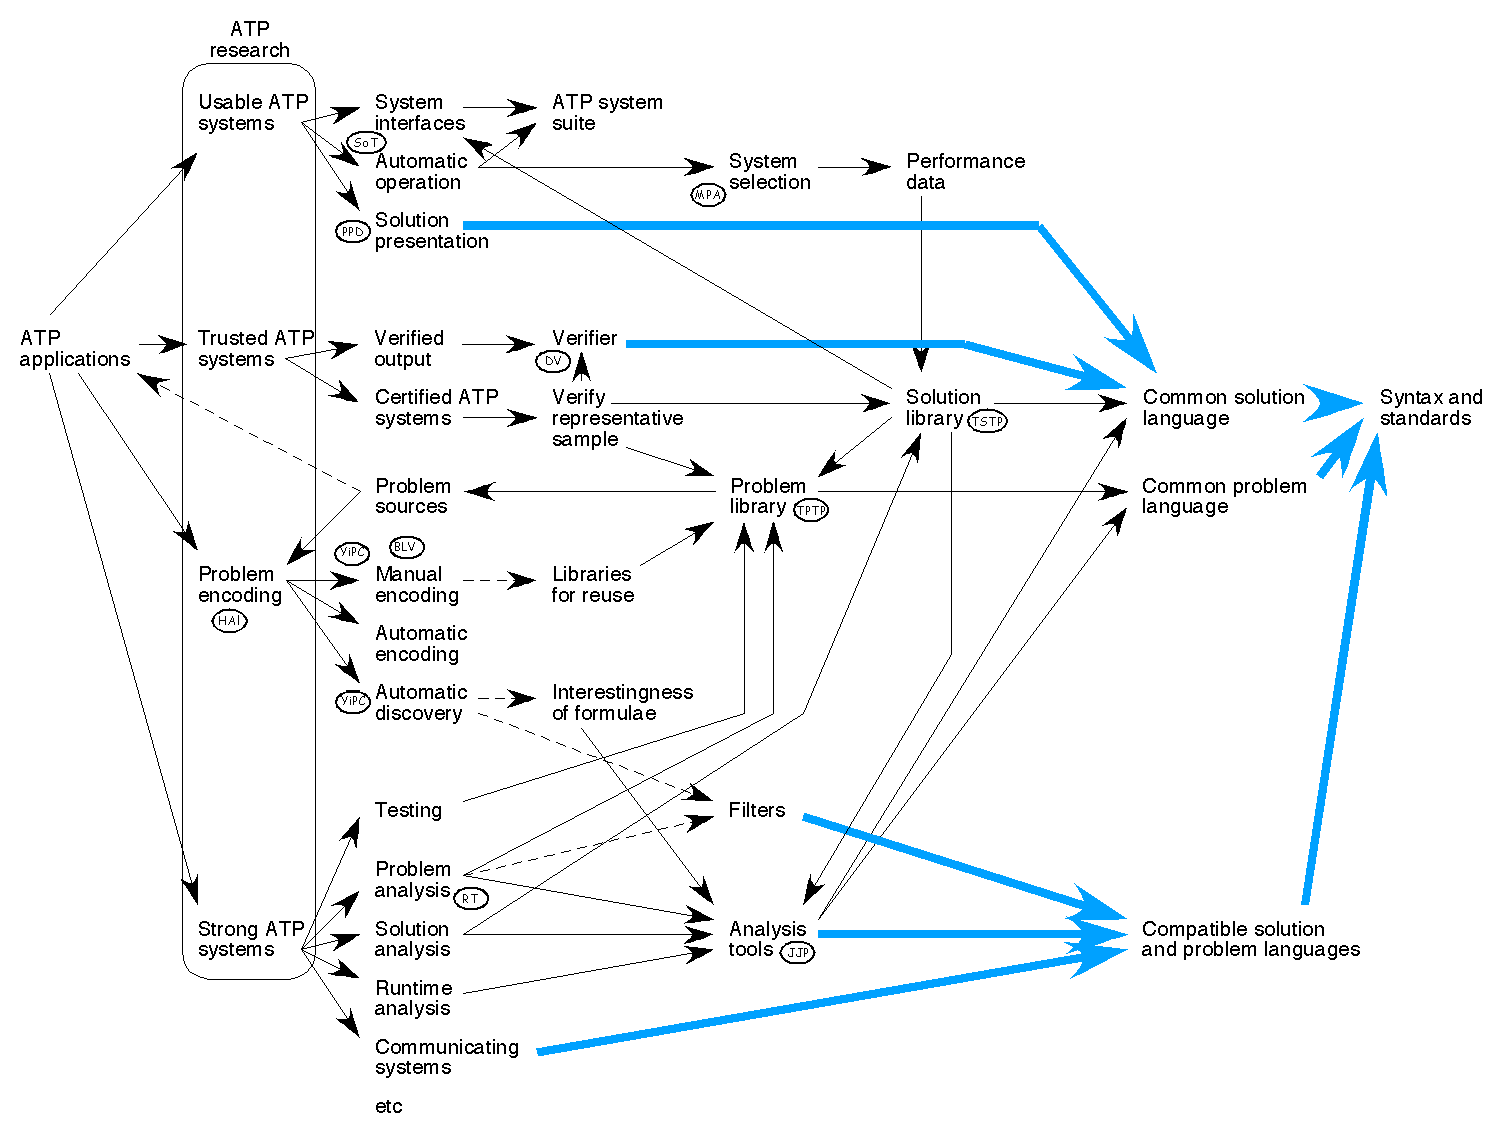 ATP
research
Usable ATP
systems
System
interfaces
ATP system
suite
SoT
Automatic
operation
System
selection
MPA
Performance
data
PPD
Solution
presentation
ATP
applications
Trusted ATP
systems
Verified
output
Verifier
DV
Certified ATP
systems
Verify
representative
sample
Solution
library
TSTP
Common solution
language
Syntax and
standards
Problem
sources
Problem
library
TPTP
Common problem
language
YiPC
BLV
Problem
encoding
HAl
Manual
encoding
Libraries
for reuse
Automatic
encoding
YiPC
Automatic
discovery
Interestingness
of formulae
Testing
Filters
Problem
analysis
RT
Strong ATP
systems
Solution
analysis
Analysis
tools
JJP
Compatible solution
and problem languages
Runtime
analysis
Communicating
systems
etc